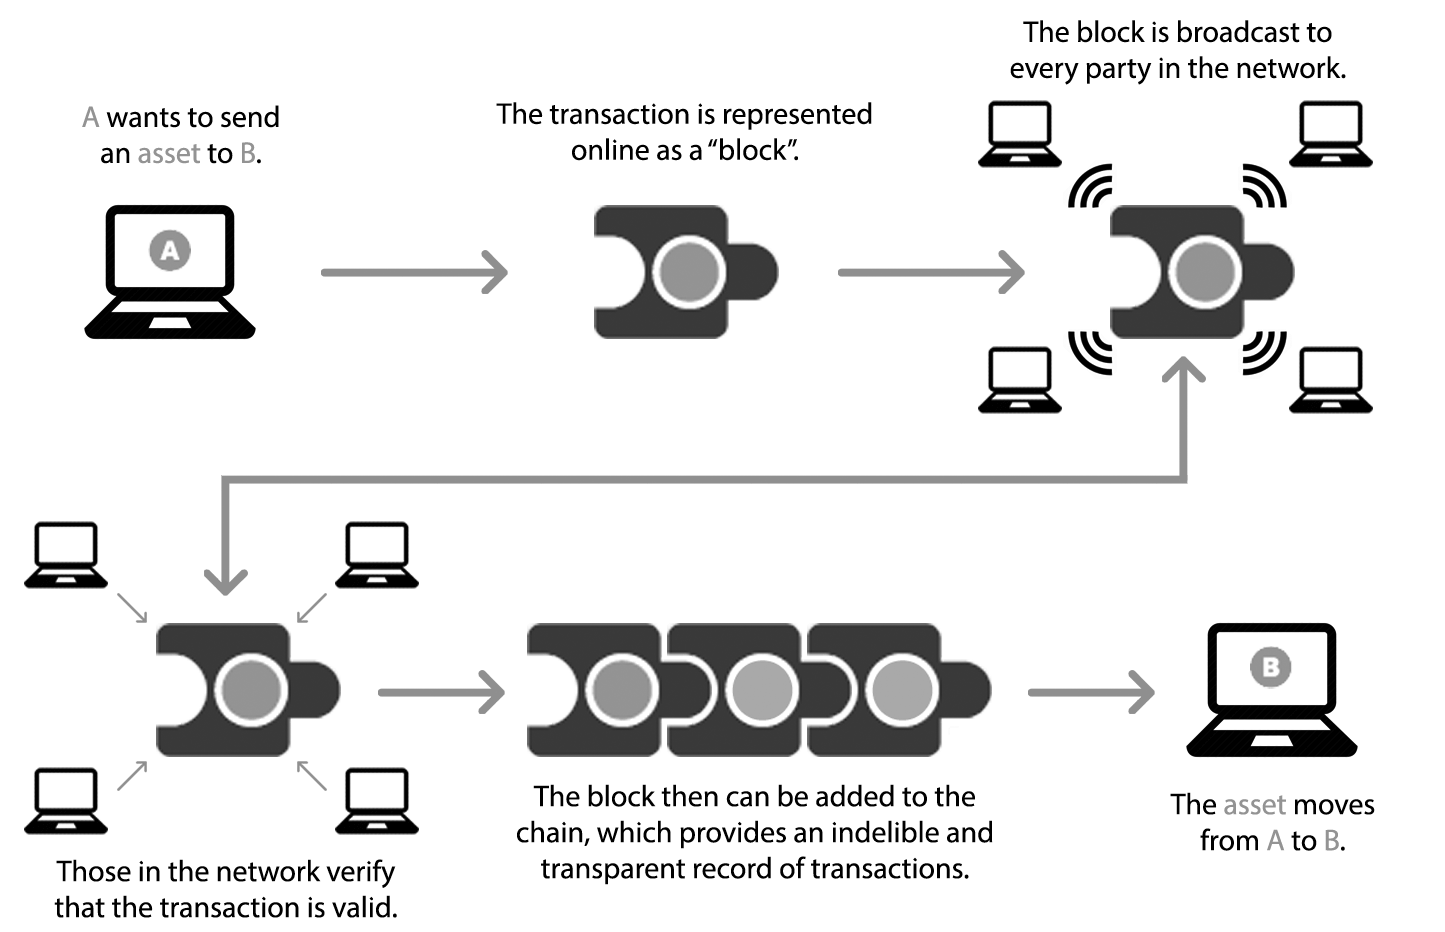 A wants to send
an asset to B.
A
The transaction is represented
online as a “block”.
The block is broadcast to
every party in the network.
Those in the network verify
that the transaction is valid.
The block then can be added to the
chain, which provides an indelible and
transparent record of transactions.
B
The asset moves
from A to B.